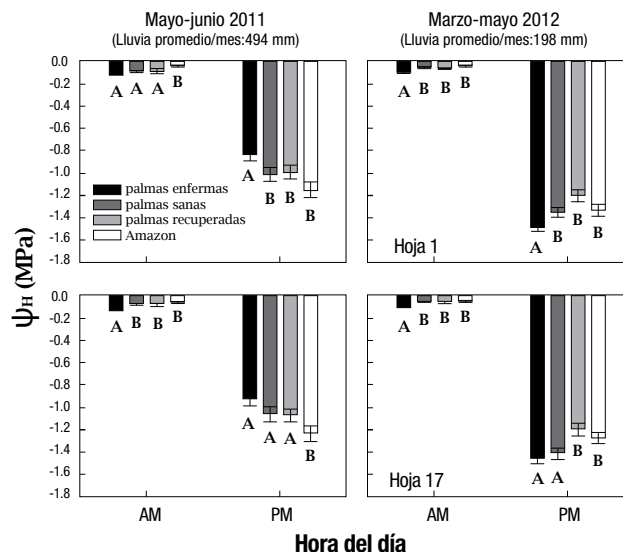 Mayo-junio 2011
(Lluvia promedio/mes:494 mm)
Marzo-mayo 2012
(Lluvia promedio/mes:198 mm)
0.0
-0.2
-0.4
-0.6
-0.8
-1.0
-1.2
-1.4
-1.6
-1.8
A A A B
A B B B
palmas enfermas
palmas sanas
palmas recuperadas
Amazon
A B B B
A B B B
Hoja 1
0.0
-0.2
-0.4
-0.6
-0.8
-1.0
-1.2
-1.4
-1.6
-1.8
A B B B
A A A B
A B B B
A A B B
Hoja 17
ΨH (MPa)
AM PM AM PM
Hora del día